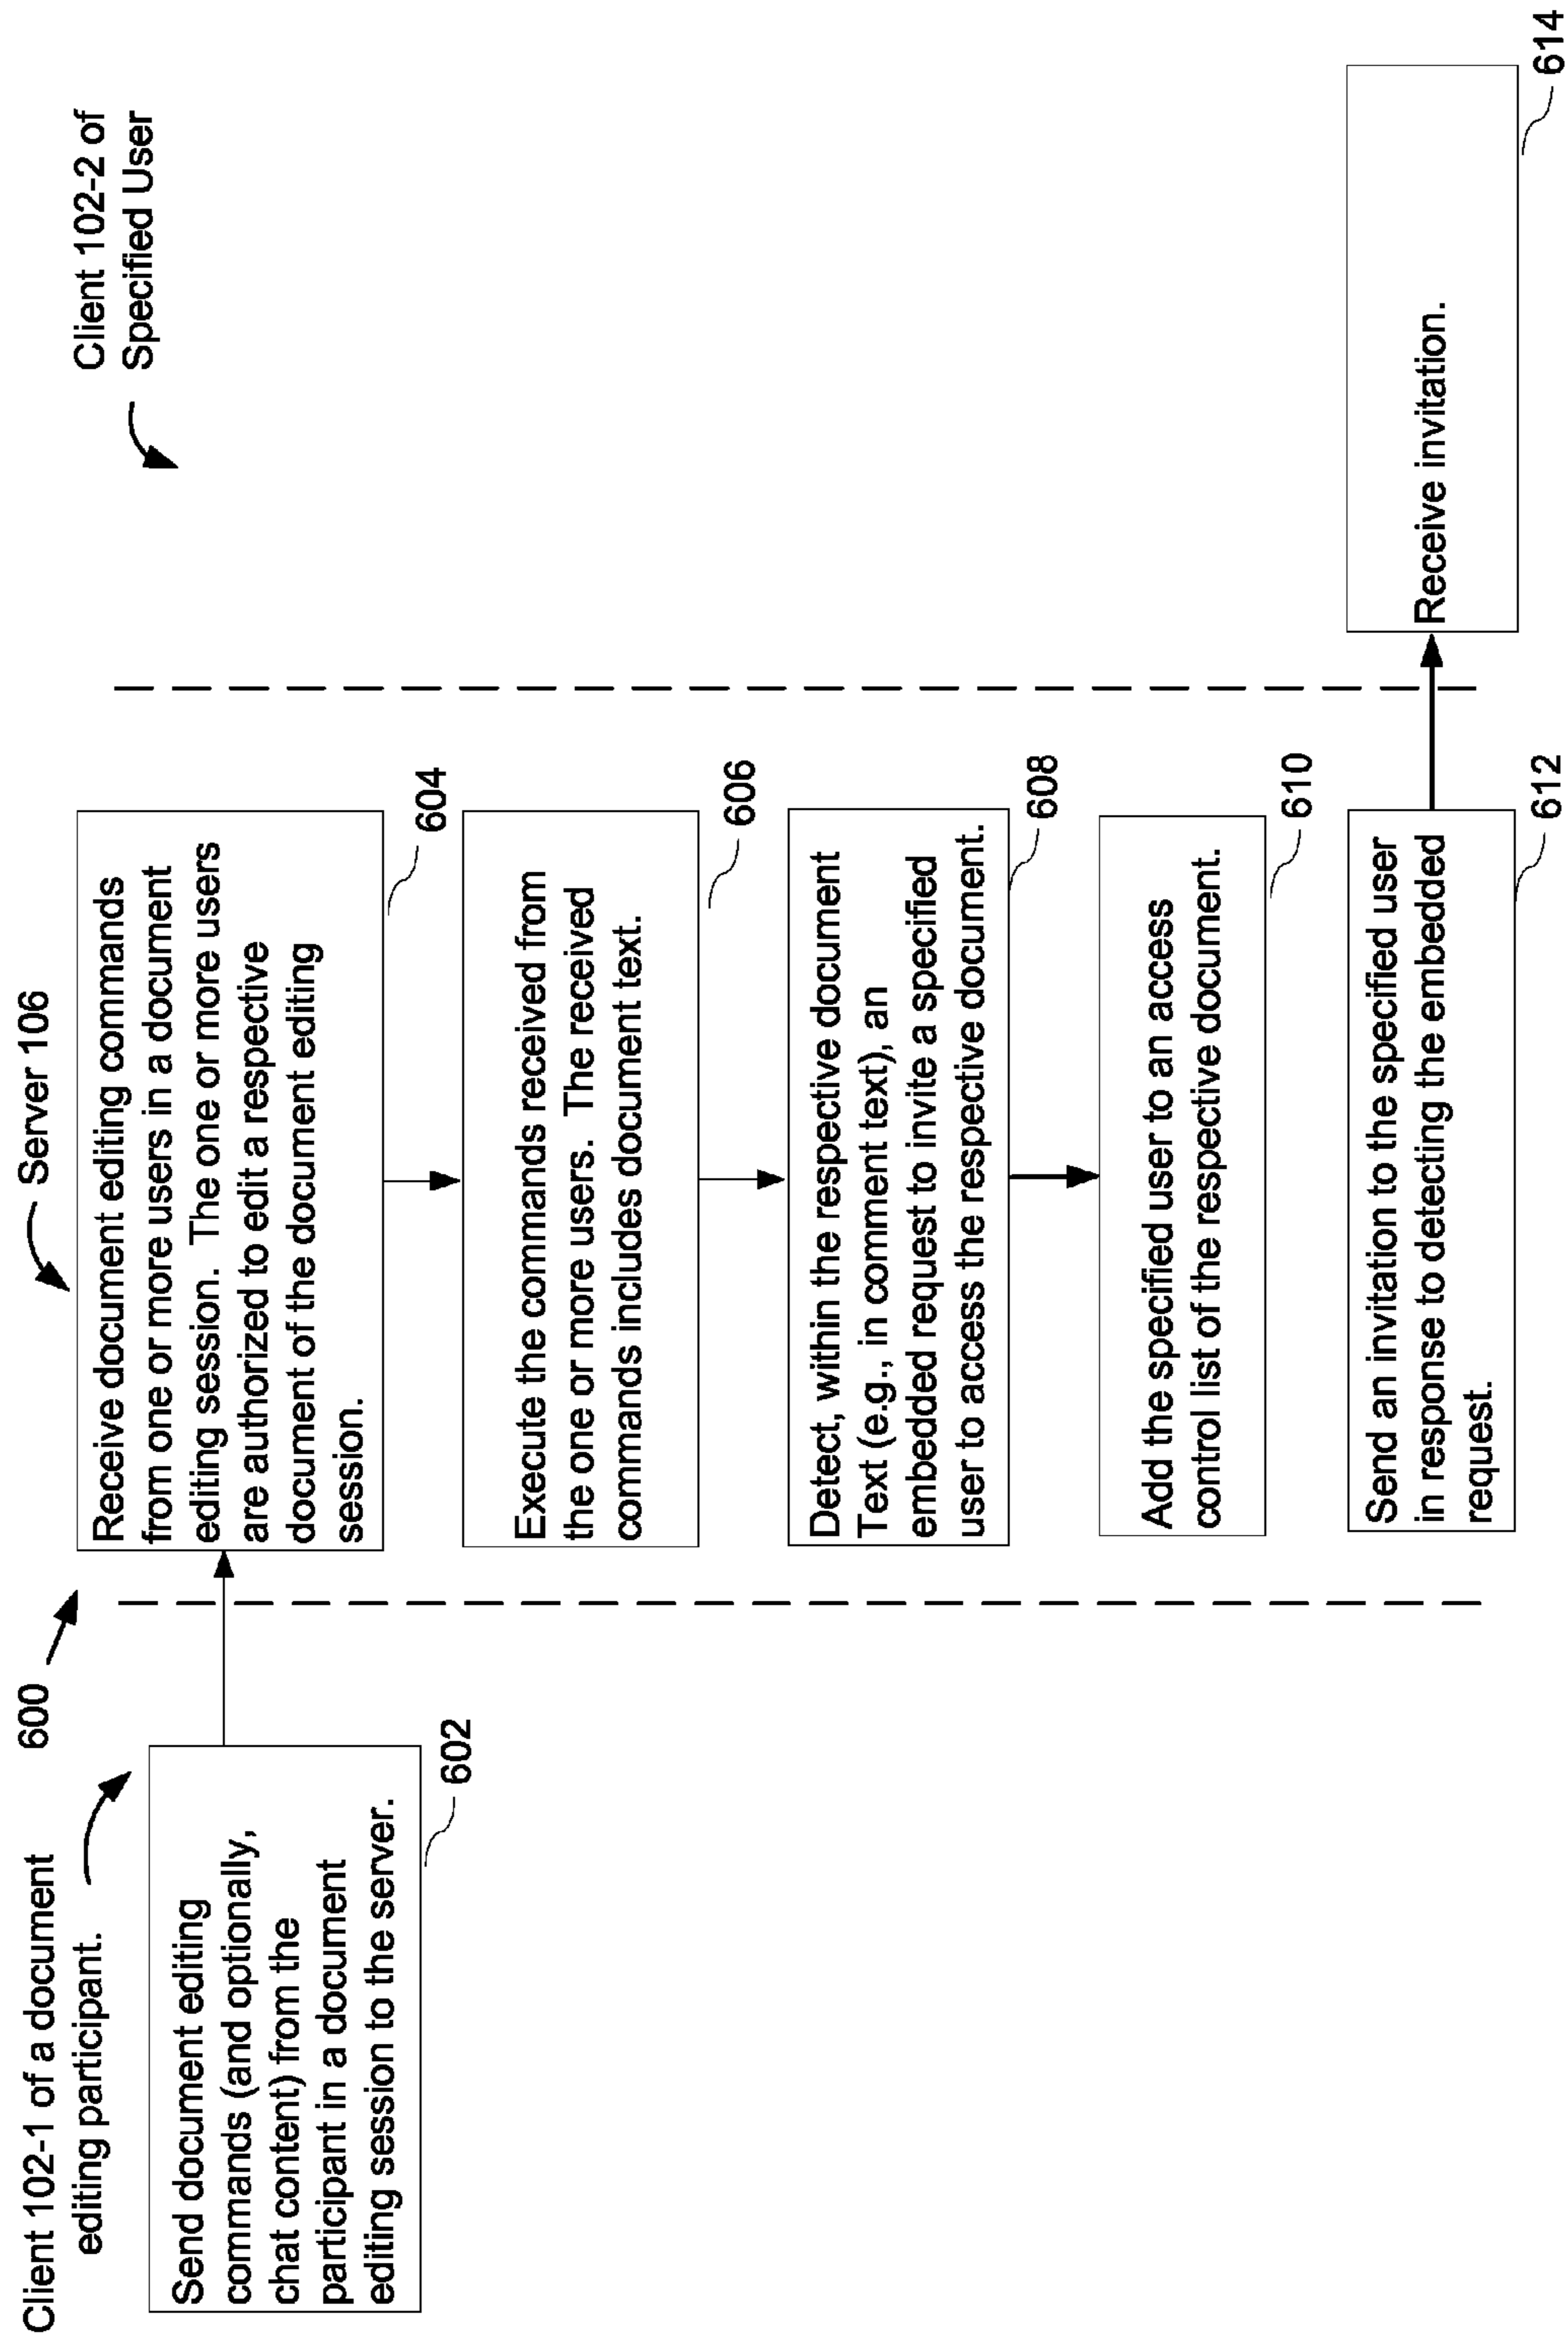 Client 102-1 of a document
editing participant.
600
Server 106
Client 102-2 of
Specified User
Send document editing
commands (and optionally,
chat content) from the
participant in a document
editing session to the server.
602
Receive document editing commands
from one or more users in a document
editing session. The one or more users
are authorized to edit a respective
document of the document editing
session.
604
Execute the commands received from
the one or more users. The received
commands includes document text.
606
Detect, within the respective document
Text (e.g., in comment text), an
embedded request to invite a specified
user to access the respective document.
608
Add the specified user to an access
control list of the respective document.
610
Send an invitation to the specified user
in response to detecting the embedded
request.
612
Receive invitation.
614